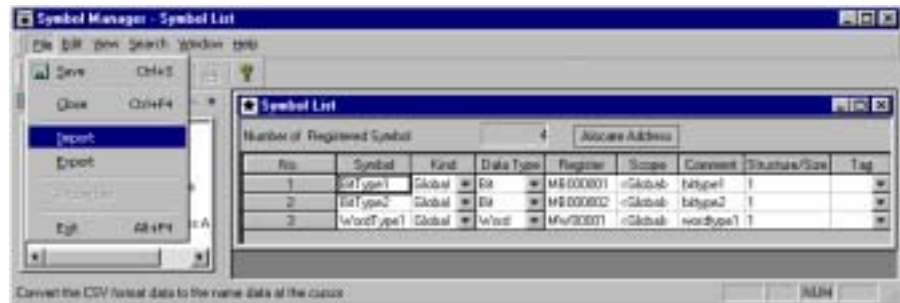 Symbol Manager - Symbol List
File Edit View Search Window Help
Save Ctrl+S
Close Ctrl+F4
Import
Export
Exit Alt+F4
Symbol List
Number of Registered Symbol 4 Allocate Address
No. Symbol Kind Data Type Register Scope Comment Structure/Size Tag
1 BitType1 Global Bit MB000001 <Global> bittype1 1
2 BitType2 Global Bit MB000002 <Global> bittype2 1
3 WordType1 Global Word MW00001 <Global> wordtype1 1
Convert the CSV format data to the name data at the cursor NUM